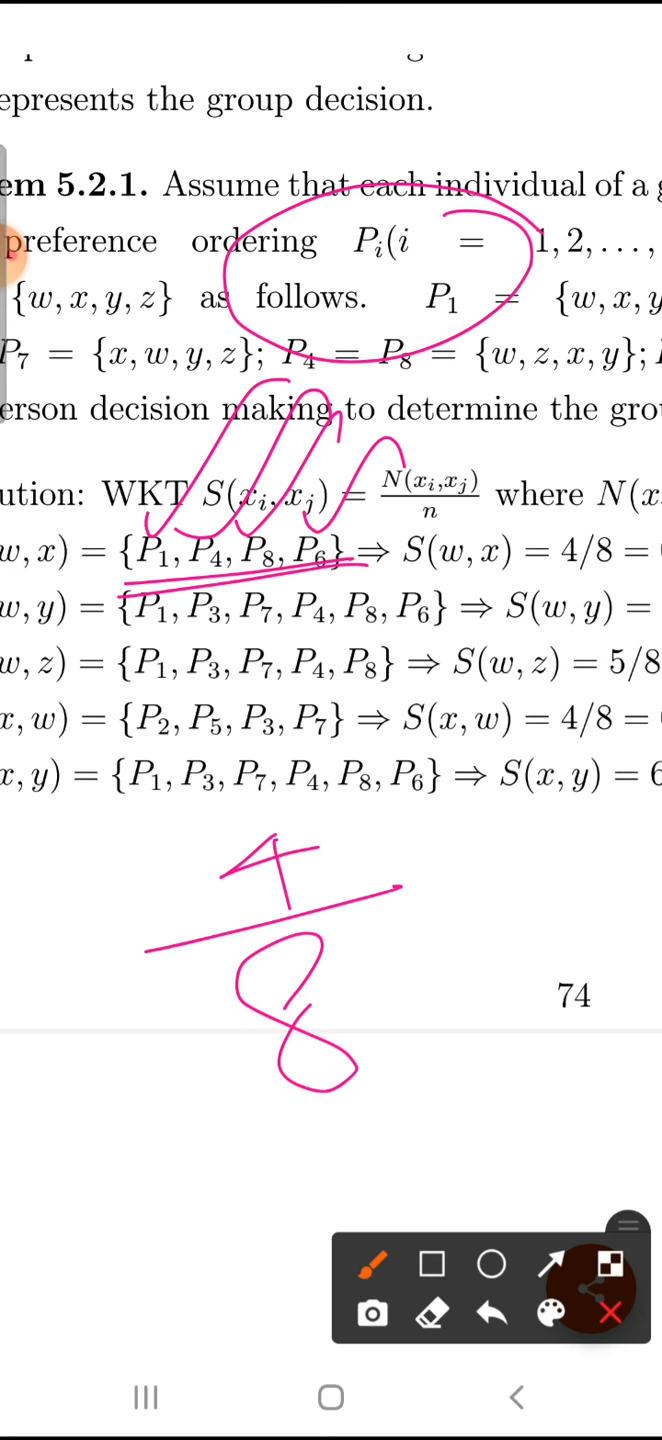 epresents the group decision.
em 5.2.1. Assume that each individual of a g
preference ordering P_i(i = 1, 2, . . . ,
{w, x, y, z} as follows. P_1 = {w, x, y
P_7 = {x, w, y, z}; P_4 = P_8 = {w, z, x, y};
erson decision making to determine the gro
ution: WKT S(x_i, x_j) = N(x_i,x_j)/n where N(x
w, x) = {P_1, P_4, P_8, P_6} ⇒ S(w, x) = 4/8 =
w, y) = {P_1, P_3, P_7, P_4, P_8, P_6} ⇒ S(w, y) =
w, z) = {P_1, P_3, P_7, P_4, P_8} ⇒ S(w, z) = 5/8
x, w) = {P_2, P_5, P_3, P_7} ⇒ S(x, w) = 4/8 =
x, y) = {P_1, P_3, P_7, P_4, P_8, P_6} ⇒ S(x, y) = 6
4
8
74